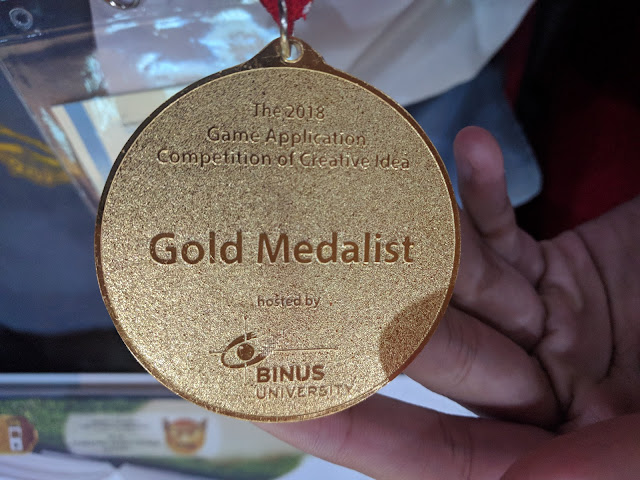 The 2018
Game Application
Competition of Creative Idea
Gold Medalist
hosted by
BINUS
UNIVERSITY